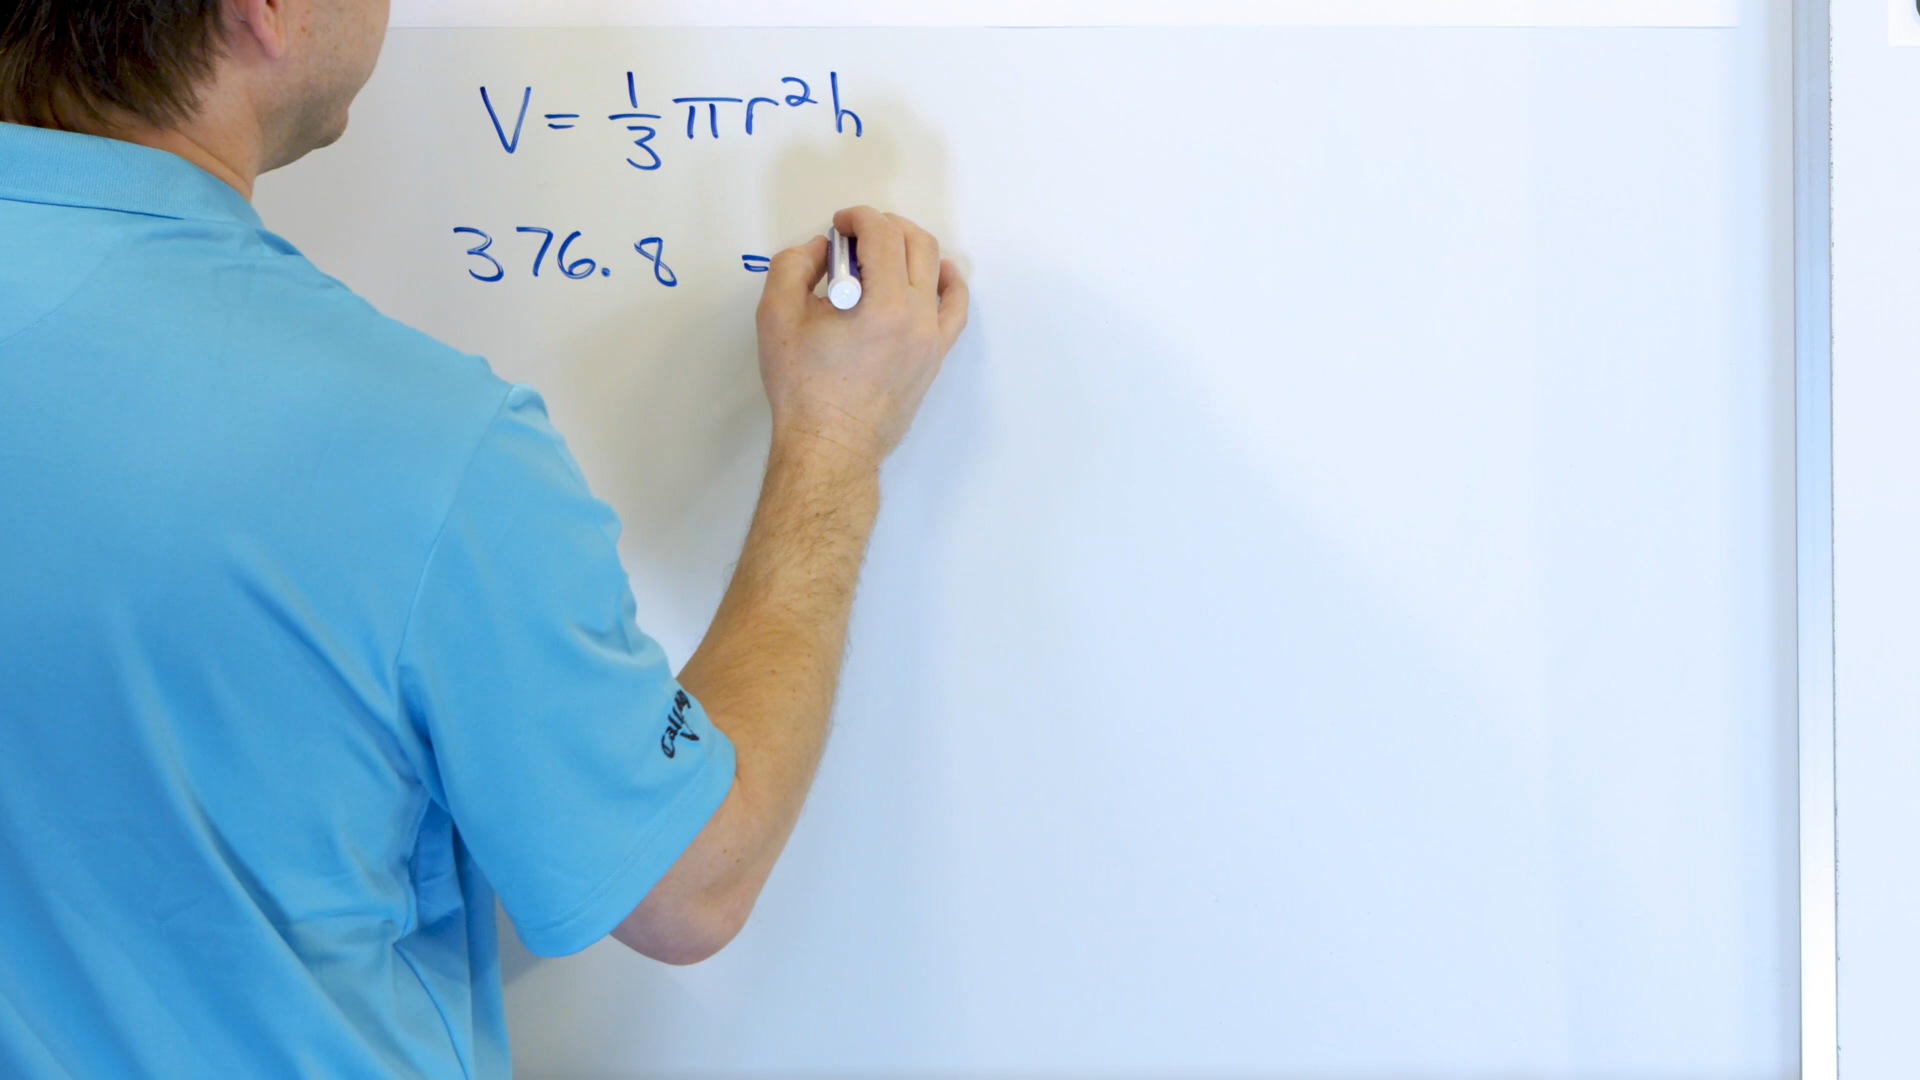 V = 1/3 πr²h
376.8 =